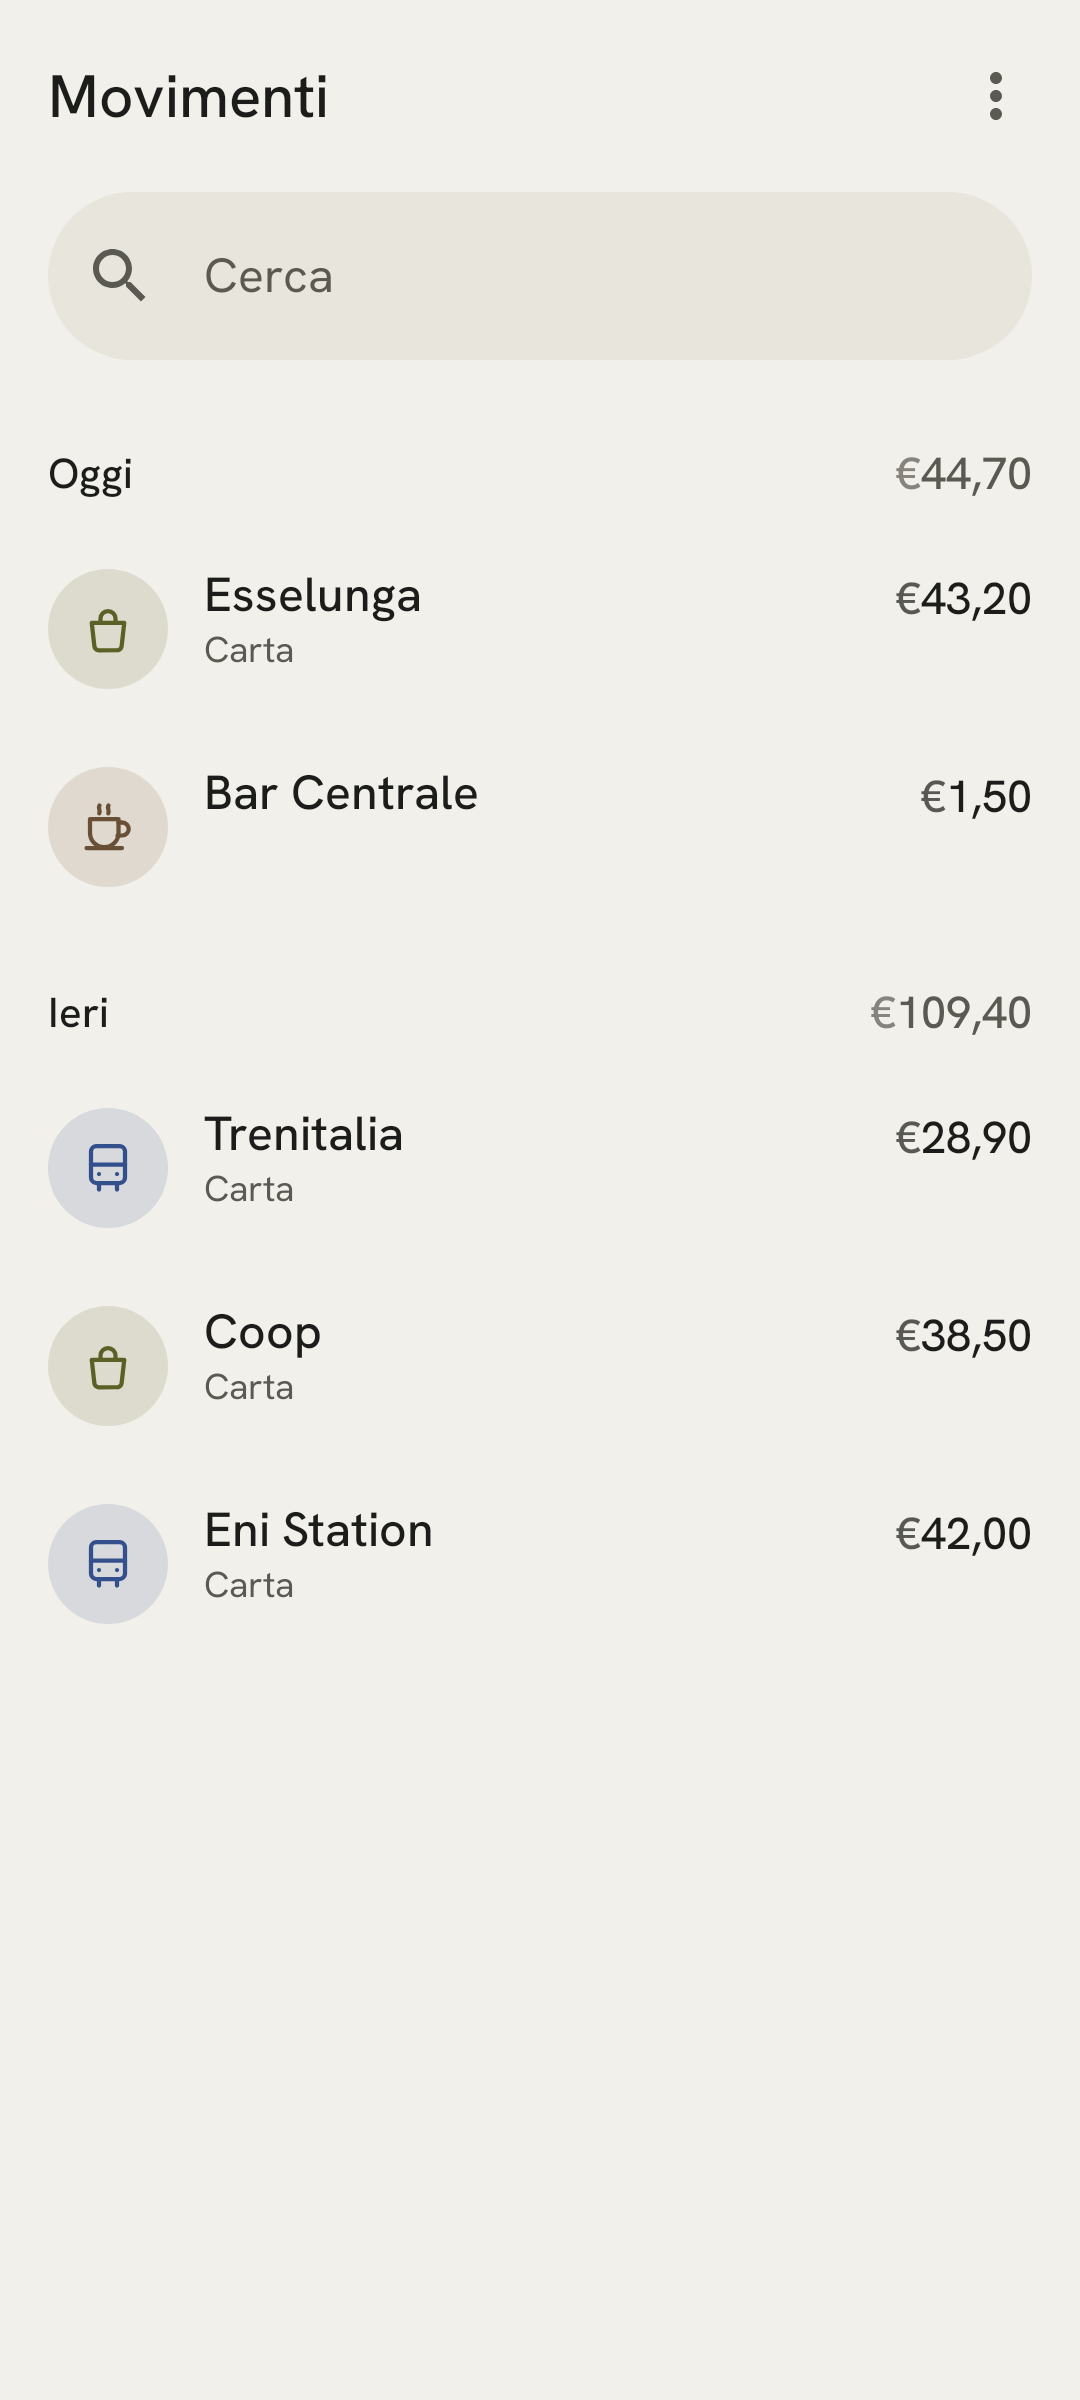 Movimenti
Cerca
Oggi €44,70
Esselunga €43,20
Carta
Bar Centrale €1,50
Ieri €109,40
Trenitalia €28,90
Carta
Coop €38,50
Carta
Eni Station €42,00
Carta